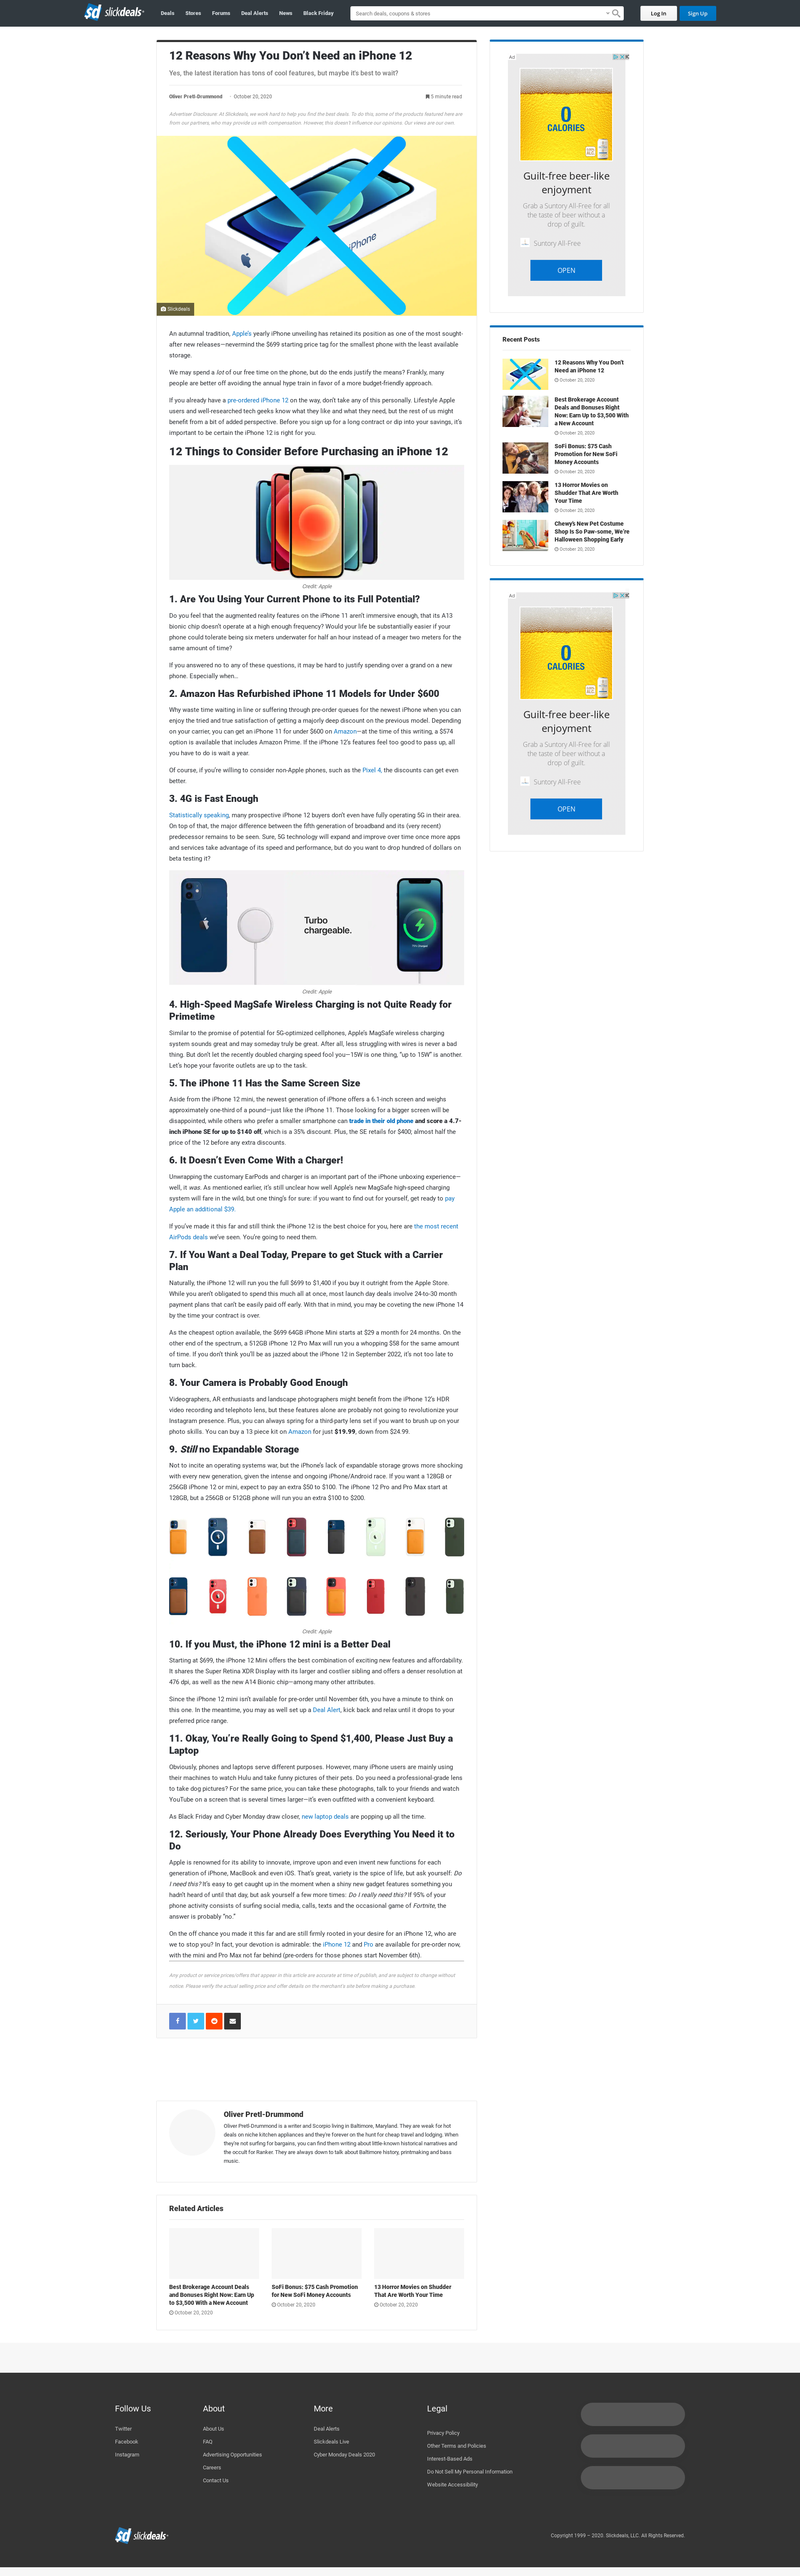 slickdeals
Deals
Stores
Forums
Deal Alerts
News
Black Friday
Search deals, coupons & stores
Log In
Sign Up
12 Reasons Why You Don't Need an iPhone 12
Yes, the latest iteration has tons of cool features, but maybe it's best to wait?
Oliver Pretl-Drummond - October 20, 2020
5 minute read
Advertiser Disclosure: At Slickdeals, we work hard to help you find the best deals. To do this, some of the products featured here are
from our partners, who may provide us with compensation. However, this doesn't influence our opinions. Our views are our own.
iPhone
Slickdeals
An autumnal tradition, Apple's yearly iPhone unveiling has retained its position as one of the most sought-
after new releases—nevermind the $699 starting price tag for the smallest phone with the least available
storage.
We may spend a lot of our free time on the phone, but do the ends justify the means? Frankly, many
people are better off avoiding the annual hype train in favor of a more budget-friendly approach.
If you already have a pre-ordered iPhone 12 on the way, don't take any of this personally. Lifestyle Apple
users and well-researched tech geeks know what they like and what they need, but the rest of us might
benefit from a bit of added perspective. Before you sign up for a long contract or dip into your savings, it's
important to be certain the iPhone 12 is right for you.
12 Things to Consider Before Purchasing an iPhone 12
Credit: Apple
1. Are You Using Your Current Phone to its Full Potential?
Do you feel that the augmented reality features on the iPhone 11 aren't immersive enough, that its A13
bionic chip doesn't operate at a high enough frequency? Would your life be substantially easier if your
phone could tolerate being six meters underwater for half an hour instead of a meager two meters for the
same amount of time?
If you answered no to any of these questions, it may be hard to justify spending over a grand on a new
phone. Especially when…
2. Amazon Has Refurbished iPhone 11 Models for Under $600
Why waste time waiting in line or suffering through pre-order queues for the newest iPhone when you can
enjoy the tried and true satisfaction of getting a majorly deep discount on the previous model. Depending
on your carrier, you can get an iPhone 11 for under $600 on Amazon—at the time of this writing, a $574
option is available that includes Amazon Prime. If the iPhone 12's features feel too good to pass up, all
you have to do is wait a year.
Of course, if you're willing to consider non-Apple phones, such as the Pixel 4, the discounts can get even
better.
3. 4G is Fast Enough
Statistically speaking, many prospective iPhone 12 buyers don't even have fully operating 5G in their area.
On top of that, the major difference between the fifth generation of broadband and its (very recent)
predecessor remains to be seen. Sure, 5G technology will expand and improve over time once more apps
and services take advantage of its speed and performance, but do you want to drop hundred of dollars on
beta testing it?
Turbo
chargeable.
Credit: Apple
4. High-Speed MagSafe Wireless Charging is not Quite Ready for
Primetime
Similar to the promise of potential for 5G-optimized cellphones, Apple's MagSafe wireless charging
system sounds great and may someday truly be great. After all, less struggling with wires is never a bad
thing. But don't let the recently doubled charging speed fool you—15W is one thing, "up to 15W" is another.
Let's hope your favorite outlets are up to the task.
5. The iPhone 11 Has the Same Screen Size
Aside from the iPhone 12 mini, the newest generation of iPhone offers a 6.1-inch screen and weighs
approximately one-third of a pound—just like the iPhone 11. Those looking for a bigger screen will be
disappointed, while others who prefer a smaller smartphone can trade in their old phone and score a 4.7-
inch iPhone SE for up to $140 off, which is a 35% discount. Plus, the SE retails for $400, almost half the
price of the 12 before any extra discounts.
6. It Doesn't Even Come With a Charger!
Unwrapping the customary EarPods and charger is an important part of the iPhone unboxing experience—
well, it was. As mentioned earlier, it's still unclear how well Apple's new MagSafe high-speed charging
system will fare in the wild, but one thing's for sure: if you want to find out for yourself, get ready to pay
Apple an additional $39.
If you've made it this far and still think the iPhone 12 is the best choice for you, here are the most recent
AirPods deals we've seen. You're going to need them.
7. If You Want a Deal Today, Prepare to get Stuck with a Carrier
Plan
Naturally, the iPhone 12 will run you the full $699 to $1,400 if you buy it outright from the Apple Store.
While you aren't obligated to spend this much all at once, most launch day deals involve 24-to-30 month
payment plans that can't be easily paid off early. With that in mind, you may be coveting the new iPhone 14
by the time your contract is over.
As the cheapest option available, the $699 64GB iPhone Mini starts at $29 a month for 24 months. On the
other end of the spectrum, a 512GB iPhone 12 Pro Max will run you a whopping $58 for the same amount
of time. If you don't think you'll be as jazzed about the iPhone 12 in September 2022, it's not too late to
turn back.
8. Your Camera is Probably Good Enough
Videographers, AR enthusiasts and landscape photographers might benefit from the iPhone 12's HDR
video recording and telephoto lens, but these features alone are probably not going to revolutionize your
Instagram presence. Plus, you can always spring for a third-party lens set if you want to brush up on your
photo skills. You can buy a 13 piece kit on Amazon for just $19.99, down from $24.99.
9. Still no Expandable Storage
Not to incite an operating systems war, but the iPhone's lack of expandable storage grows more shocking
with every new generation, given the intense and ongoing iPhone/Android race. If you want a 128GB or
256GB iPhone 12 or mini, expect to pay an extra $50 to $100. The iPhone 12 Pro and Pro Max start at
128GB, but a 256GB or 512GB phone will run you an extra $100 to $200.
Credit: Apple
10. If you Must, the iPhone 12 mini is a Better Deal
Starting at $699, the iPhone 12 Mini offers the best combination of exciting new features and affordability.
It shares the Super Retina XDR Display with its larger and costlier sibling and offers a denser resolution at
476 dpi, as well as the new A14 Bionic chip—among many other attributes.
Since the iPhone 12 mini isn't available for pre-order until November 6th, you have a minute to think on
this one. In the meantime, you may as well set up a Deal Alert, kick back and relax until it drops to your
preferred price range.
11. Okay, You're Really Going to Spend $1,400, Please Just Buy a
Laptop
Obviously, phones and laptops serve different purposes. However, many iPhone users are mainly using
their machines to watch Hulu and take funny pictures of their pets. Do you need a professional-grade lens
to take dog pictures? For the same price, you can take these photographs, talk to your friends and watch
YouTube on a screen that is several times larger—it's even outfitted with a convenient keyboard.
As Black Friday and Cyber Monday draw closer, new laptop deals are popping up all the time.
12. Seriously, Your Phone Already Does Everything You Need it to
Do
Apple is renowned for its ability to innovate, improve upon and even invent new functions for each
generation of iPhone, MacBook and even iOS. That's great, variety is the spice of life, but ask yourself: Do
I need this? It's easy to get caught up in the moment when a shiny new gadget features something you
hadn't heard of until that day, but ask yourself a few more times: Do I really need this? If 95% of your
phone activity consists of surfing social media, calls, texts and the occasional game of Fortnite, the
answer is probably "no."
On the off chance you made it this far and are still firmly rooted in your desire for an iPhone 12, who are
we to stop you? In fact, your devotion is admirable: the iPhone 12 and Pro are available for pre-order now,
with the mini and Pro Max not far behind (pre-orders for those phones start November 6th).
Any product or service prices/offers that appear in this article are accurate at time of publish, and are subject to change without
notice. Please verify the actual selling price and offer details on the merchant's site before making a purchase.
Oliver Pretl-Drummond
Oliver Pretl-Drummond is a writer and Scorpio living in Baltimore, Maryland. They are weak for hot
deals on niche kitchen appliances and they're forever on the hunt for cheap travel and lodging. When
they're not surfing for bargains, you can find them writing about little-known historical narratives and
the occult for Ranker. They are always down to talk about Baltimore history, printmaking and bass
music.
Related Articles
Best Brokerage Account Deals
and Bonuses Right Now: Earn Up
to $3,500 With a New Account
October 20, 2020
SoFi Bonus: $75 Cash Promotion
for New SoFi Money Accounts
October 20, 2020
13 Horror Movies on Shudder
That Are Worth Your Time
October 20, 2020
Ad
0
CALORIES
Guilt-free beer-like
enjoyment
Grab a Suntory All-Free for all
the taste of beer without a
drop of guilt.
Suntory All-Free
OPEN
Recent Posts
12 Reasons Why You Don't
Need an iPhone 12
October 20, 2020
Best Brokerage Account
Deals and Bonuses Right
Now: Earn Up to $3,500 With
a New Account
October 20, 2020
SoFi Bonus: $75 Cash
Promotion for New SoFi
Money Accounts
October 20, 2020
13 Horror Movies on
Shudder That Are Worth
Your Time
October 20, 2020
Chewy's New Pet Costume
Shop Is So Paw-some, We're
Halloween Shopping Early
October 20, 2020
Ad
0
CALORIES
Guilt-free beer-like
enjoyment
Grab a Suntory All-Free for all
the taste of beer without a
drop of guilt.
Suntory All-Free
OPEN
Follow Us
Twitter
Facebook
Instagram
About
About Us
FAQ
Advertising Opportunities
Careers
Contact Us
More
Deal Alerts
Slickdeals Live
Cyber Monday Deals 2020
Legal
Privacy Policy
Other Terms and Policies
Interest-Based Ads
Do Not Sell My Personal Information
Website Accessibility
slickdeals
Copyright 1999 – 2020. Slickdeals, LLC. All Rights Reserved.